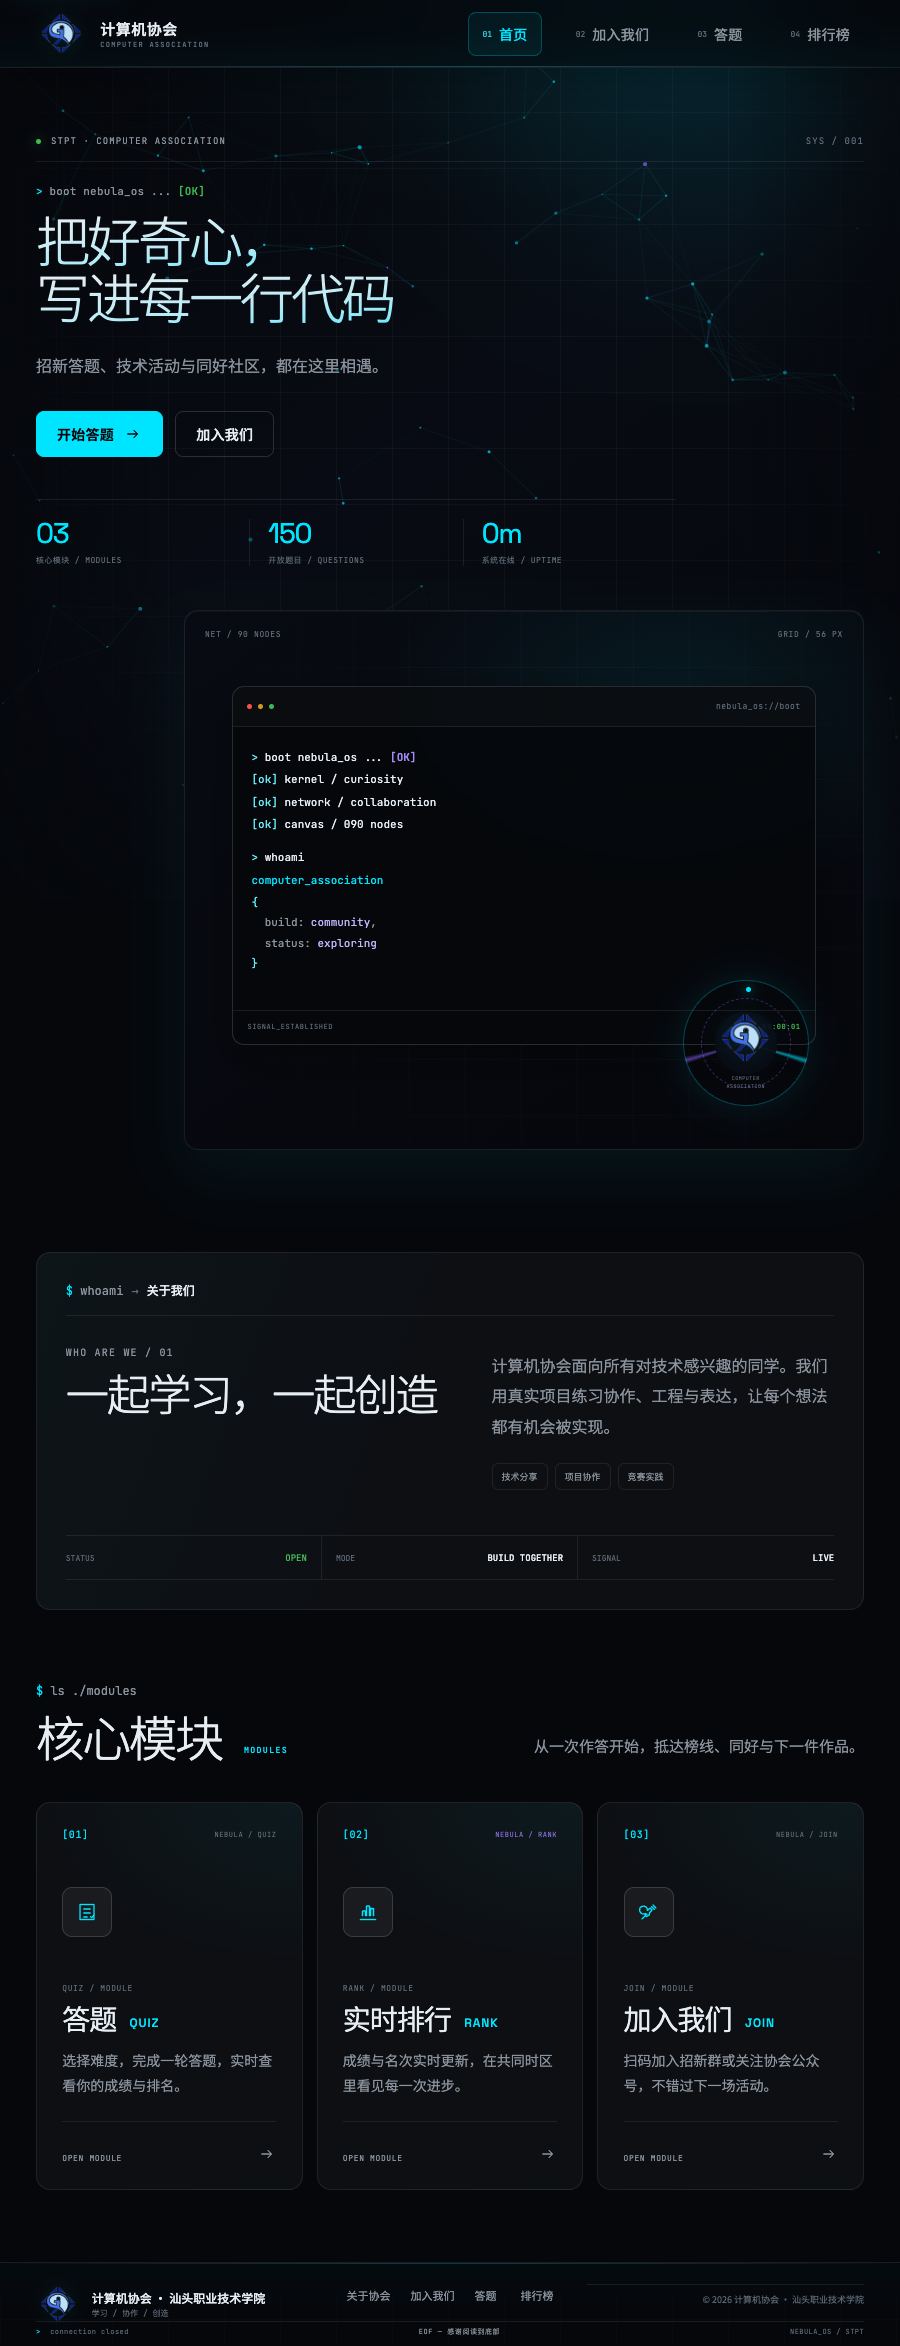 计算机协会
COMPUTER ASSOCIATION
01 首页
02 加入我们
03 答题
04 排行榜
STPT · COMPUTER ASSOCIATION
SYS / 001
> boot nebula_os ... [OK]
把好奇心，
写进每一行代码
招新答题、技术活动与同好社区，都在这里相遇。
开始答题 →
加入我们
03
核心模块 / MODULES
150
开放题目 / QUESTIONS
0m
系统在线 / UPTIME
NET / 90 NODES
GRID / 56 PX
nebula_os://boot
> boot nebula_os ... [OK]
[ok] kernel / curiosity
[ok] network / collaboration
[ok] canvas / 090 nodes
> whoami
computer_association
{
build: community,
status: exploring
}
SIGNAL_ESTABLISHED
:00:01
COMPUTER
ASSOCIATION
$ whoami → 关于我们
WHO ARE WE / 01
一起学习，一起创造
计算机协会面向所有对技术感兴趣的同学。我们
用真实项目练习协作、工程与表达，让每个想法
都有机会被实现。
技术分享
项目协作
竞赛实践
STATUS
OPEN
MODE
BUILD TOGETHER
SIGNAL
LIVE
$ ls ./modules
核心模块 MODULES
从一次作答开始，抵达榜线、同好与下一件作品。
[01]
NEBULA / QUIZ
QUIZ / MODULE
答题 QUIZ
选择难度，完成一轮答题，实时查
看你的成绩与排名。
OPEN MODULE →
[02]
NEBULA / RANK
RANK / MODULE
实时排行 RANK
成绩与名次实时更新，在共同时区
里看见每一次进步。
OPEN MODULE →
[03]
NEBULA / JOIN
JOIN / MODULE
加入我们 JOIN
扫码加入招新群或关注协会公众
号，不错过下一场活动。
OPEN MODULE →
计算机协会 · 汕头职业技术学院
学习 / 协作 / 创造
关于协会
加入我们
答题
排行榜
© 2026 计算机协会 · 汕头职业技术学院
> connection closed
EOF — 感谢阅读到底部
NEBULA_OS / STPT